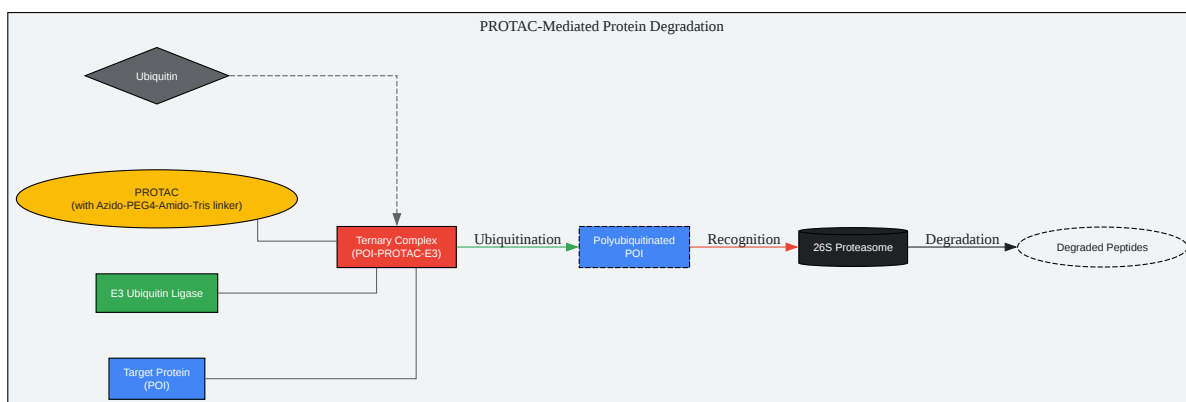 PROTAC-Mediated Protein Degradation
Ubiquitin
PROTAC
(with Azido-PEG4-Amido-Tris linker)
E3 Ubiquitin Ligase
Target Protein
(POI)
Ternary Complex
(POI-PROTAC-E3)
Ubiquitination
Polyubiquitinated
POI
Recognition
26S Proteasome
Degradation
Degraded Peptides